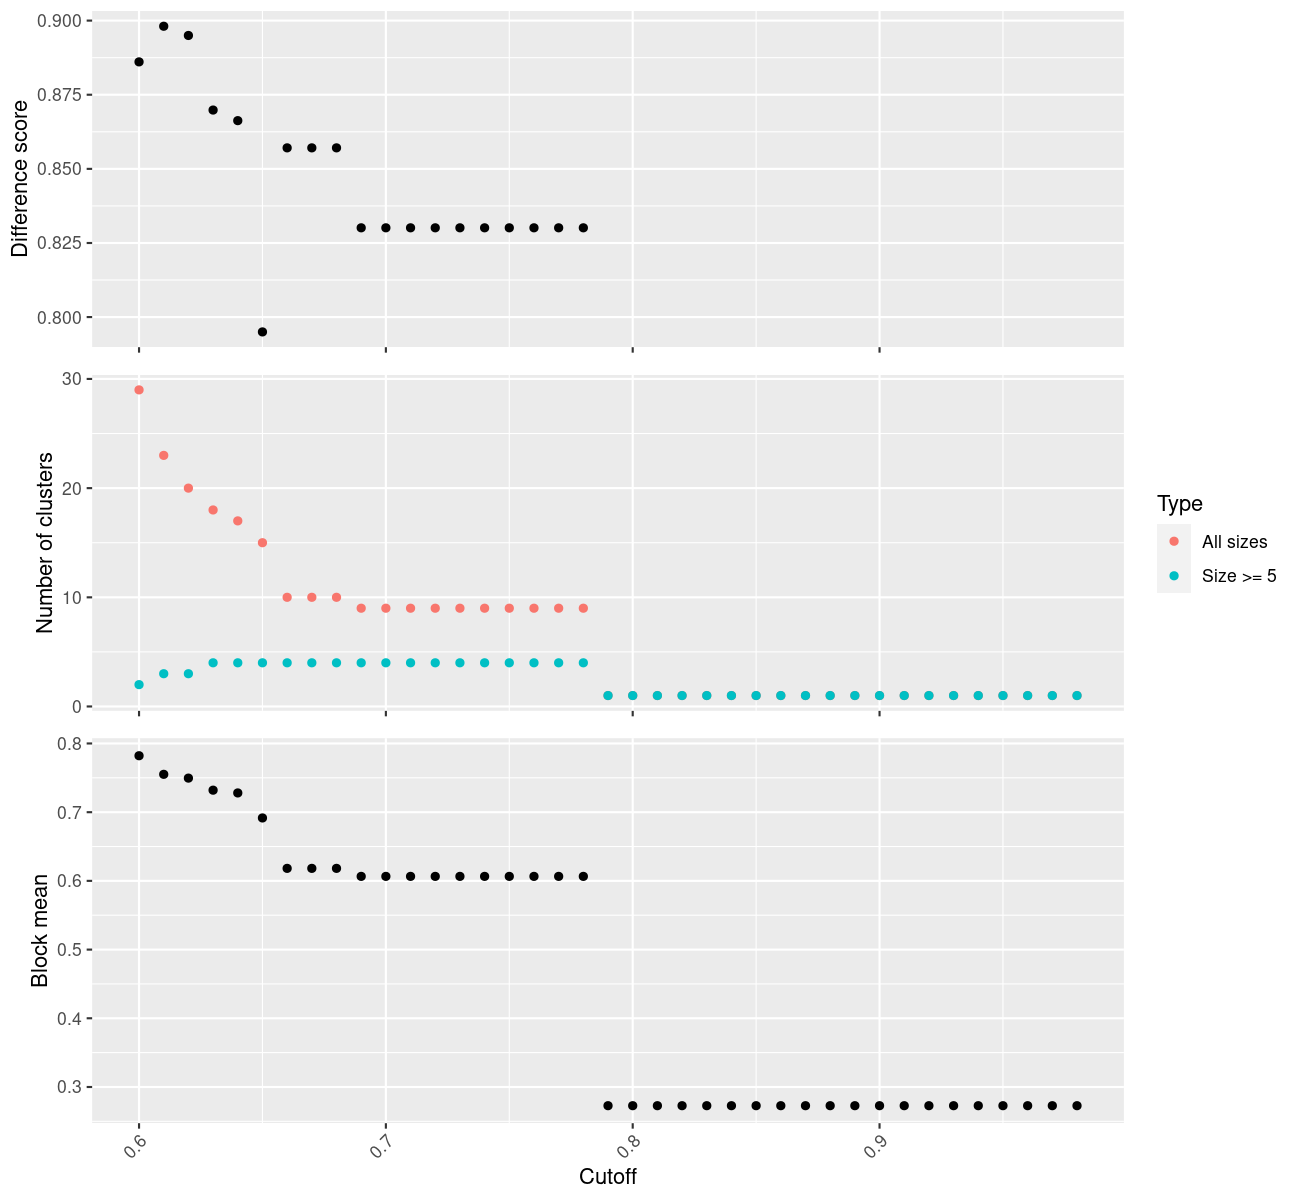 Difference score
0.900
0.875
0.850
0.825
0.800
Number of clusters
30
20
10
0
Type
All sizes
Size >= 5
Block mean
0.8
0.7
0.6
0.5
0.4
0.3
0.6 0.7 0.8 0.9
Cutoff